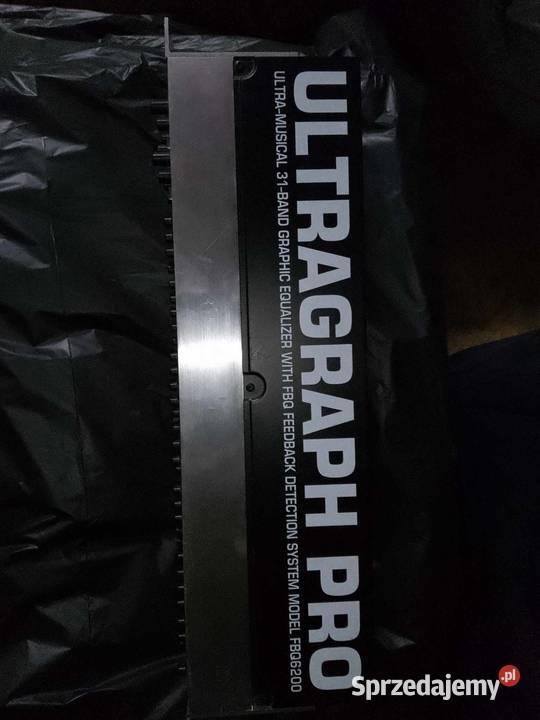 ULTRAGRAPH PRO
ULTRA-MUSICAL 31-BAND GRAPHIC EQUALIZER WITH FBQ FEEDBACK DETECTION SYSTEM MODEL FBQ6200
Sprzedajemy.pl